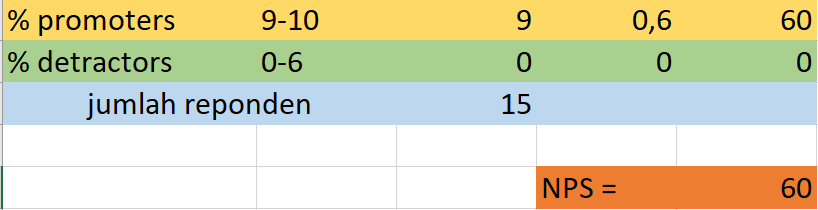 % promoters 9-10 9 0,6 60
% detractors 0-6 0 0 0
jumlah reponden 15
NPS = 60